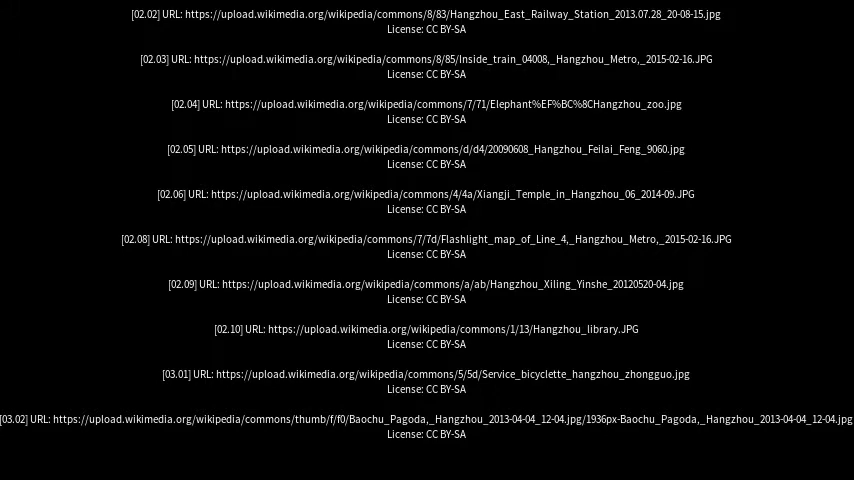 [02.02] URL: https://upload.wikimedia.org/wikipedia/commons/8/83/Hangzhou_East_Railway_Station_2013.07.28_20-08-15.jpg
License: CC BY-SA
[02.03] URL: https://upload.wikimedia.org/wikipedia/commons/8/85/Inside_train_04008,_Hangzhou_Metro,_2015-02-16.JPG
License: CC BY-SA
[02.04] URL: https://upload.wikimedia.org/wikipedia/commons/7/71/Elephant%EF%BC%8CHangzhou_zoo.jpg
License: CC BY-SA
[02.05] URL: https://upload.wikimedia.org/wikipedia/commons/d/d4/20090608_Hangzhou_Feilai_Feng_9060.jpg
License: CC BY-SA
[02.06] URL: https://upload.wikimedia.org/wikipedia/commons/4/4a/Xiangji_Temple_in_Hangzhou_06_2014-09.JPG
License: CC BY-SA
[02.08] URL: https://upload.wikimedia.org/wikipedia/commons/7/7d/Flashlight_map_of_Line_4,_Hangzhou_Metro,_2015-02-16.JPG
License: CC BY-SA
[02.09] URL: https://upload.wikimedia.org/wikipedia/commons/a/ab/Hangzhou_Xiling_Yinshe_20120520-04.jpg
License: CC BY-SA
[02.10] URL: https://upload.wikimedia.org/wikipedia/commons/1/13/Hangzhou_library.JPG
License: CC BY-SA
[03.01] URL: https://upload.wikimedia.org/wikipedia/commons/5/5d/Service_bicyclette_hangzhou_zhongguo.jpg
License: CC BY-SA
[03.02] URL: https://upload.wikimedia.org/wikipedia/commons/thumb/f/f0/Baochu_Pagoda,_Hangzhou_2013-04-04_12-04.jpg/1936px-Baochu_Pagoda,_Hangzhou_2013-04-04_12-04.jpg
License: CC BY-SA